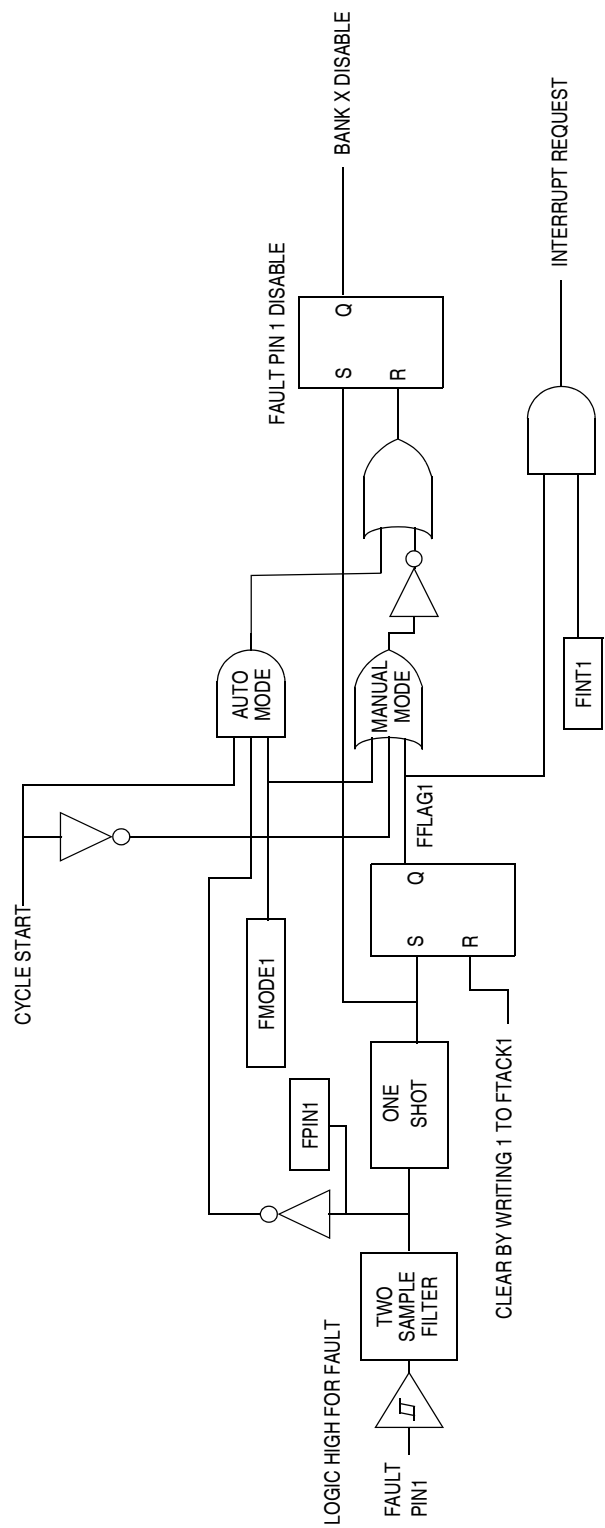 LOGIC HIGH FOR FAULT
FAULT
PIN1
TWO
SAMPLE
FILTER
FPIN1
ONE
SHOT
CLEAR BY WRITING 1 TO FTACK1
CYCLE START
FMODE1
S
Q
R
FFLAG1
AUTO
MODE
MANUAL
MODE
FAULT PIN 1 DISABLE
S
Q
R
BANK X DISABLE
FINT1
INTERRUPT REQUEST